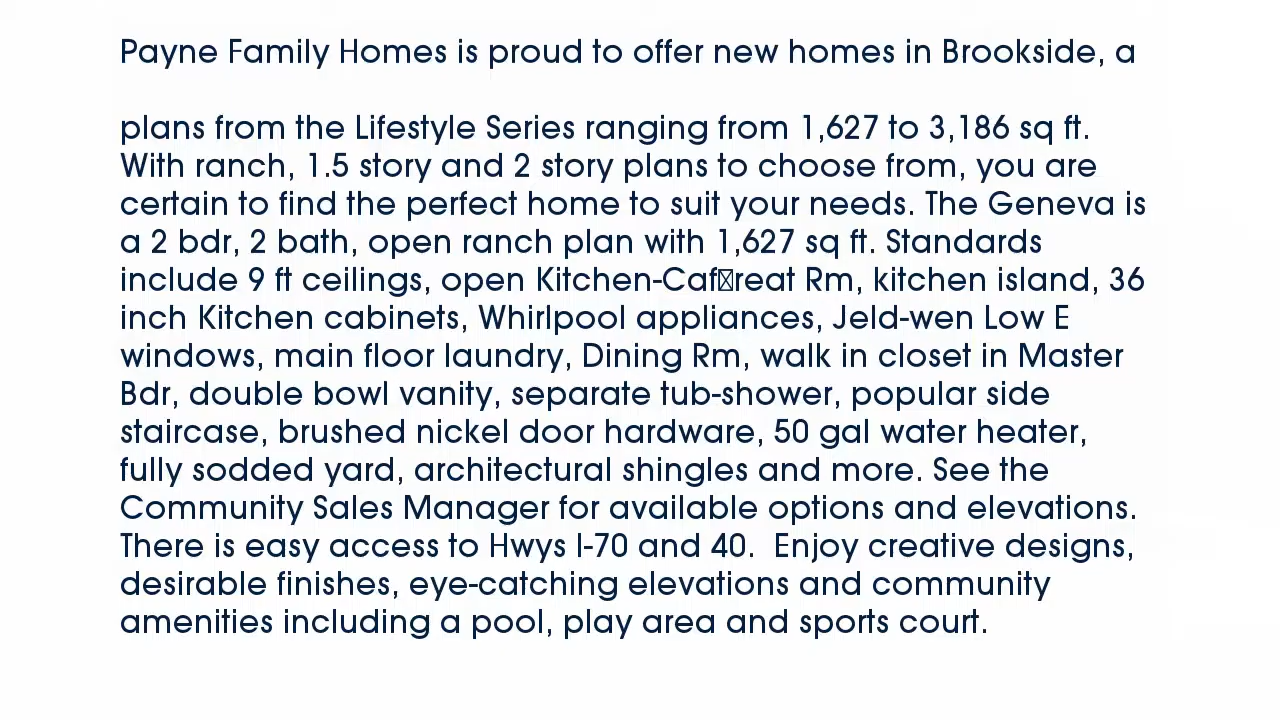 Payne Family Homes is proud to offer new homes in Brookside, a
plans from the Lifestyle Series ranging from 1,627 to 3,186 sq ft.
With ranch, 1.5 story and 2 story plans to choose from, you are
certain to find the perfect home to suit your needs. The Geneva is
a 2 bdr, 2 bath, open ranch plan with 1,627 sq ft. Standards
include 9 ft ceilings, open Kitchen-Caf☒reat Rm, kitchen island, 36
inch Kitchen cabinets, Whirlpool appliances, Jeld-wen Low E
windows, main floor laundry, Dining Rm, walk in closet in Master
Bdr, double bowl vanity, separate tub-shower, popular side
staircase, brushed nickel door hardware, 50 gal water heater,
fully sodded yard, architectural shingles and more. See the
Community Sales Manager for available options and elevations.
There is easy access to Hwys I-70 and 40.  Enjoy creative designs,
desirable finishes, eye-catching elevations and community
amenities including a pool, play area and sports court.